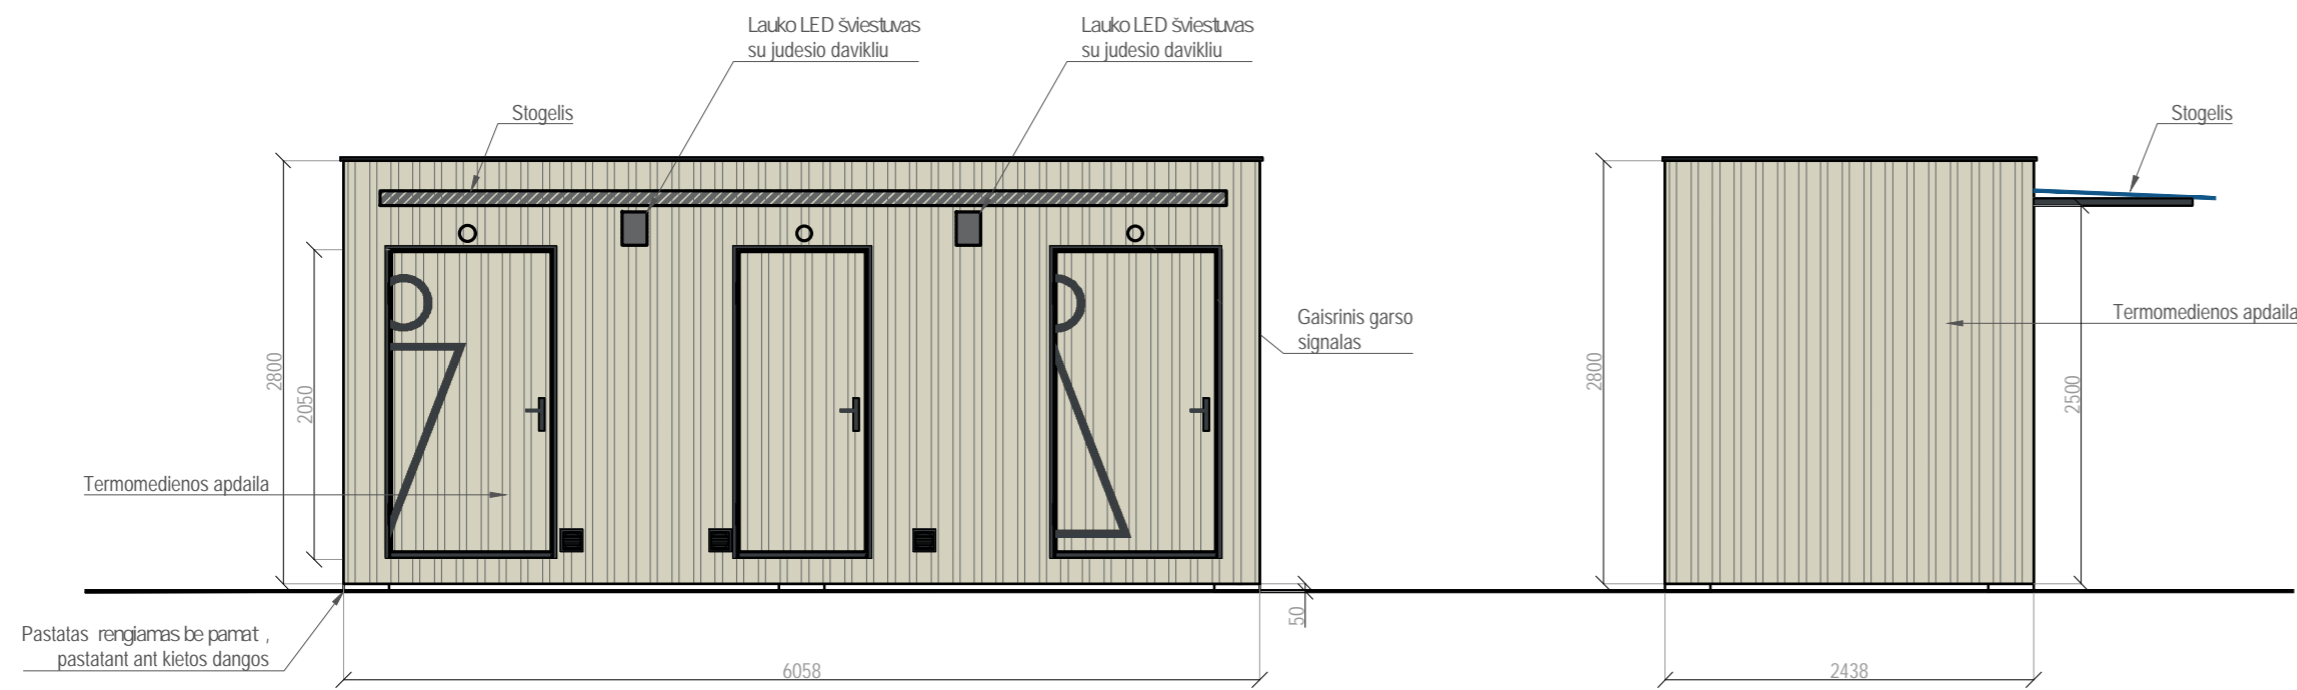 Lauko LED šviestuvas
su judesio davikliu
Lauko LED šviestuvas
su judesio davikliu
Stogelis
Stogelis
Gaisrinis garso
signalas
Termomedienos apdaila
2800
2050
2800
2500
Termomedienos apdaila
50
Pastatas rengiamas be pamat ,
pastatant ant kietos dangos
6058
2438